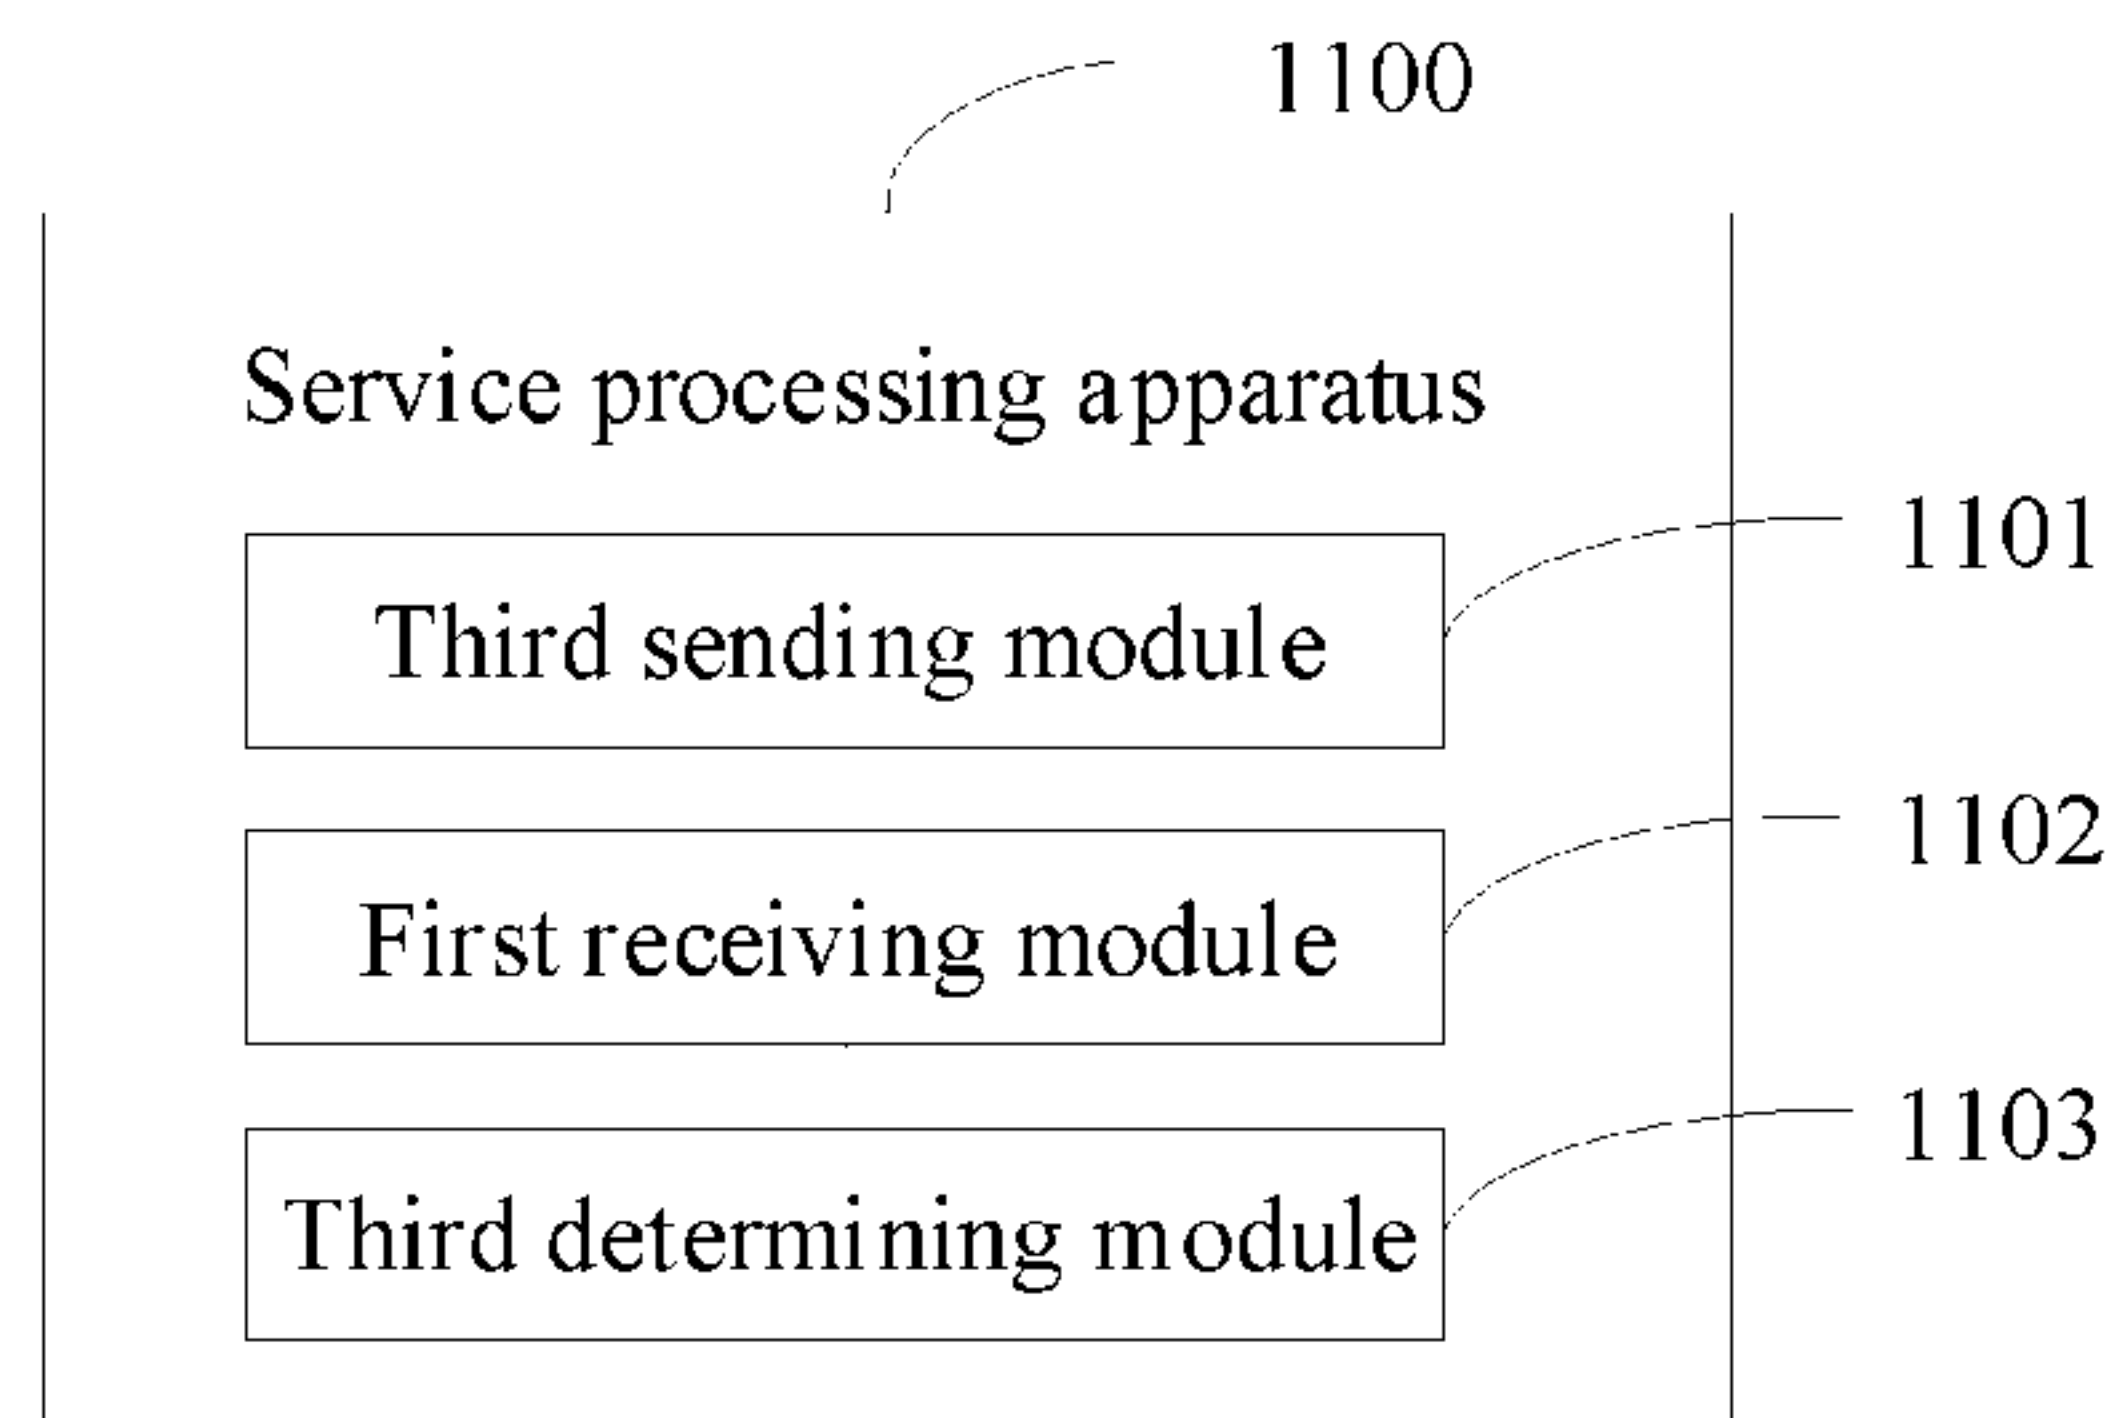 1100
Service processing apparatus
1101
Third sending module
1102
First receiving module
1103
Third determining module